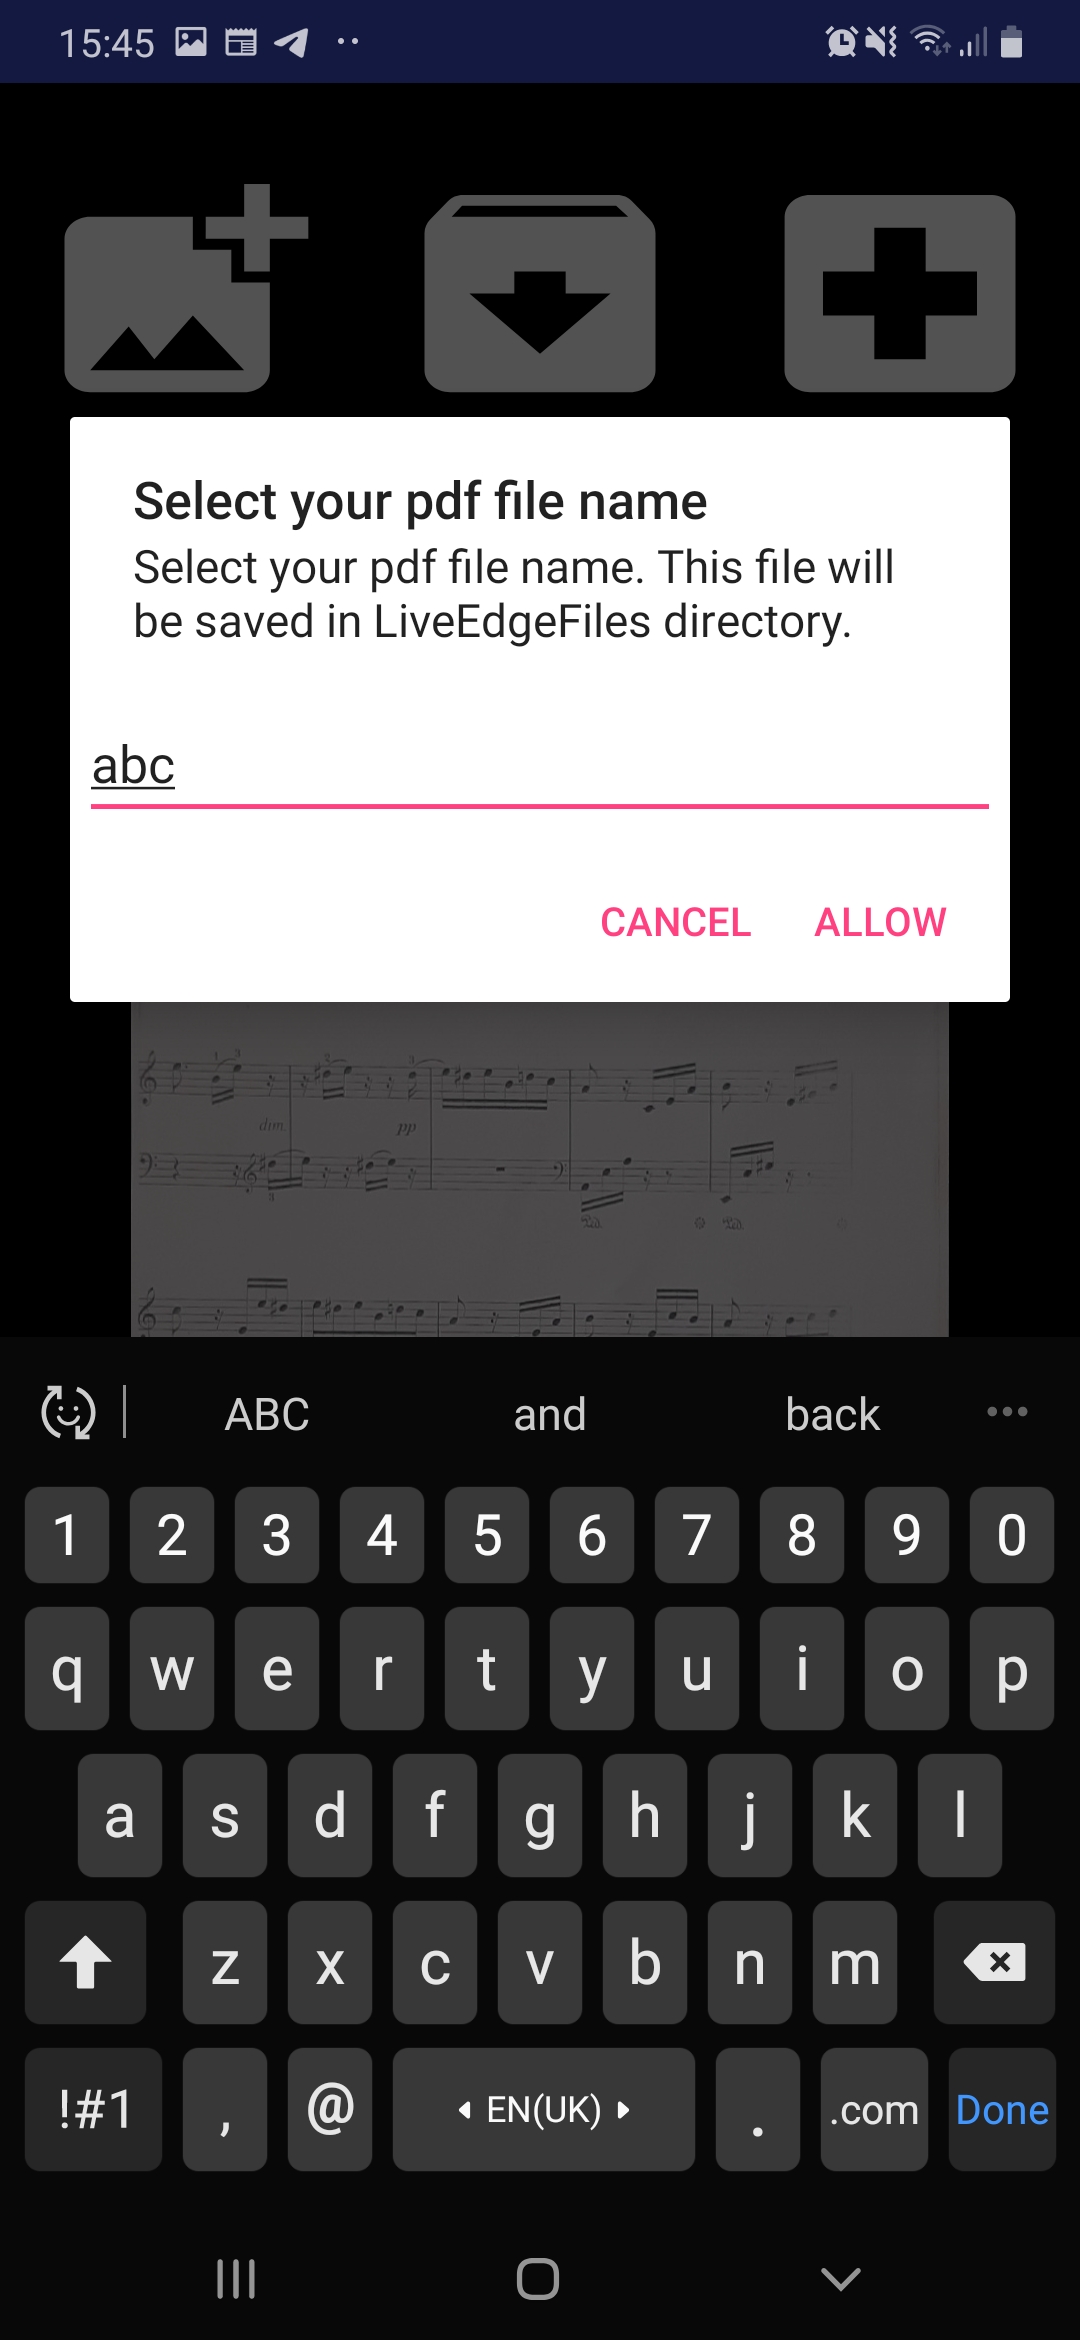 15:45
Select your pdf file name
Select your pdf file name. This file will
be saved in LiveEdgeFiles directory.
abc
CANCEL ALLOW
dim. pp
3
ABC and back
1 2 3 4 5 6 7 8 9 0
q w e r t y u i o p
a s d f g h j k l
z x c v b n m
!#1 , @ EN(UK) . .com Done